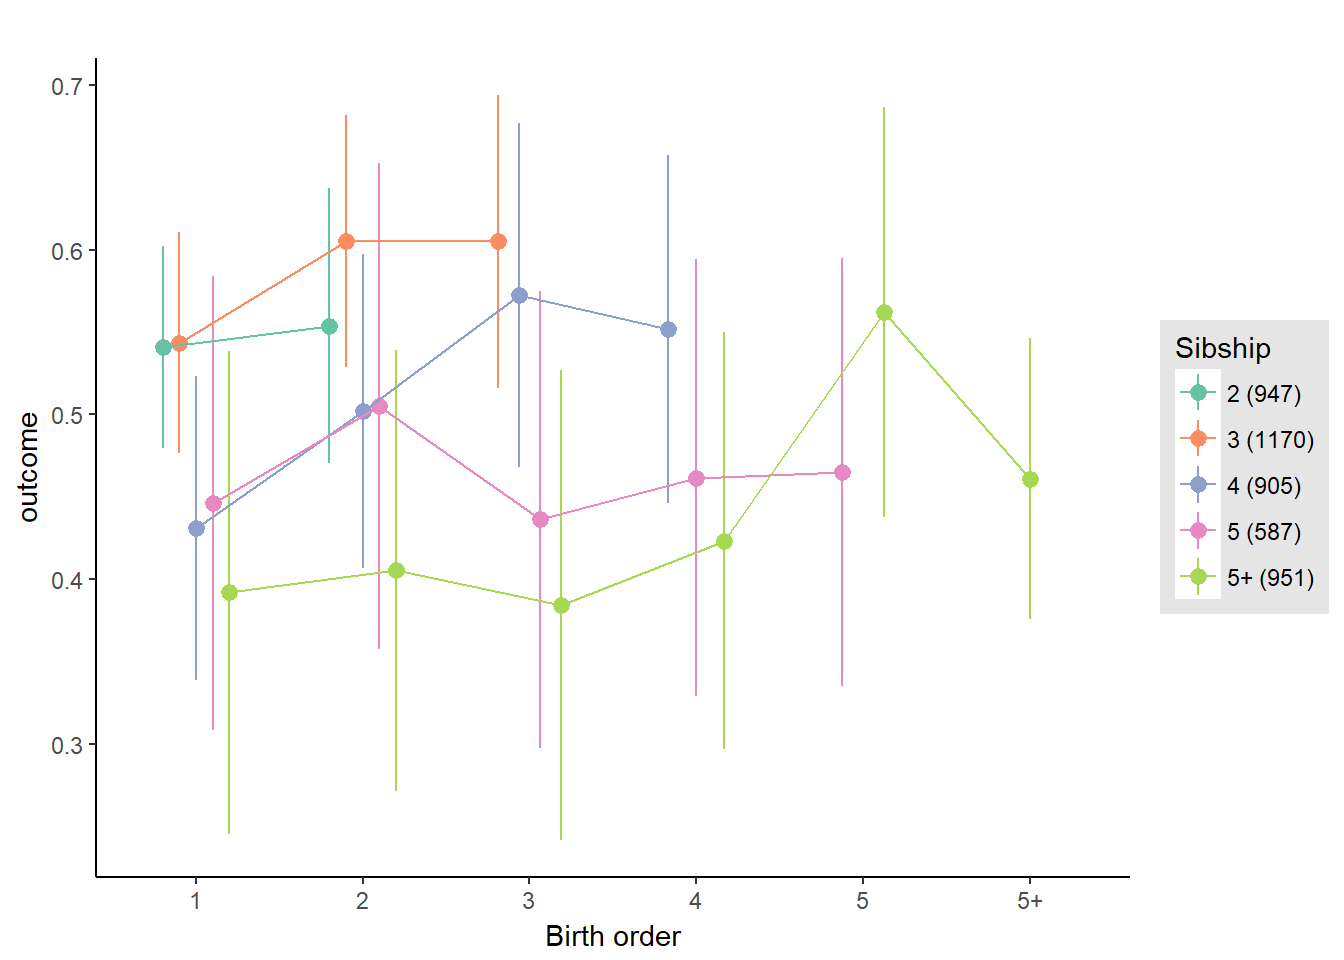 0.7
0.6
0.5
0.4
0.3
outcome
1 2 3 4 5 5+
Birth order
Sibship
2 (947)
3 (1170)
4 (905)
5 (587)
5+ (951)